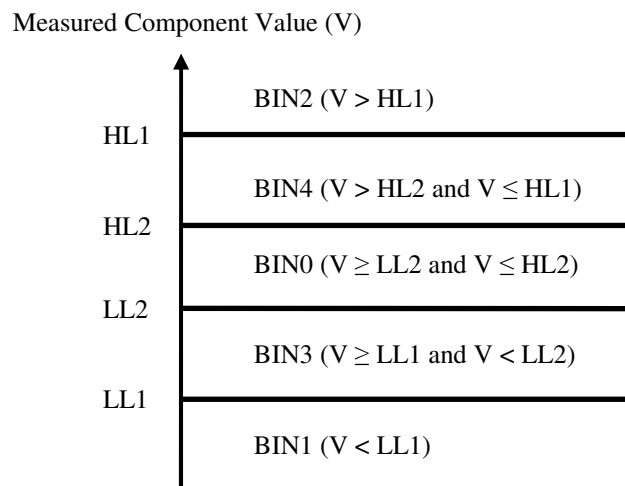 Measured Component Value (V)
BIN2 (V > HL1)
HL1
BIN4 (V > HL2 and V ≤ HL1)
HL2
BIN0 (V ≥ LL2 and V ≤ HL2)
LL2
BIN3 (V ≥ LL1 and V < LL2)
LL1
BIN1 (V < LL1)